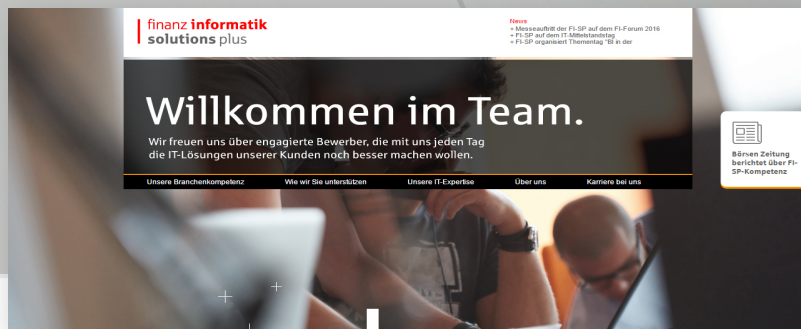 finanz informatik
solutions plus
News
+ Messeauftritt der FI-SP auf dem FI-Forum 2016
+ FI-SP auf dem IT-Mittelstandstag
+ FI-SP organisiert Thementag "BI in der
Willkommen im Team.
Wir freuen uns über engagierte Bewerber, die mit uns jeden Tag
die IT-Lösungen unserer Kunden noch besser machen wollen.
Unsere Branchenkompetenz Wie wir Sie unterstützen Unsere IT-Expertise Über uns Karriere bei uns
Börsen Zeitung
berichtet über FI-
SP-Kompetenz